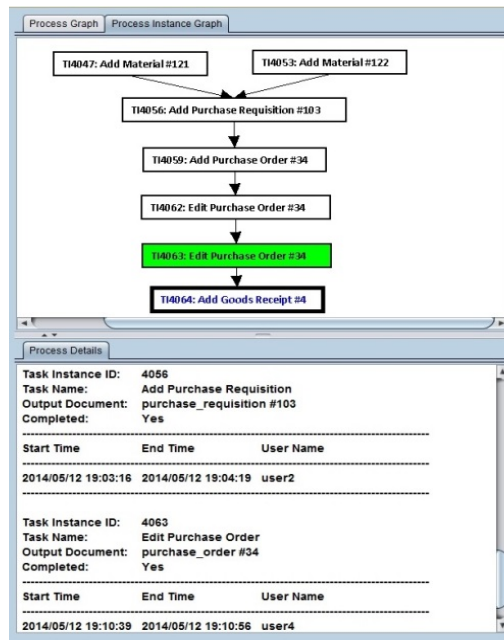 Process Graph Process Instance Graph
TI4047: Add Material #121 TI4053: Add Material #122
TI4056: Add Purchase Requisition #103
TI4059: Add Purchase Order #34
TI4062: Edit Purchase Order #34
TI4063: Edit Purchase Order #34
TI4064: Add Goods Receipt #4
Process Details
Task Instance ID: 4056
Task Name: Add Purchase Requisition
Output Document: purchase_requisition #103
Completed: Yes
Start Time End Time User Name
2014/05/12 19:03:16 2014/05/12 19:04:19 user2
Task Instance ID: 4063
Task Name: Edit Purchase Order
Output Document: purchase_order #34
Completed: Yes
Start Time End Time User Name
2014/05/12 19:10:39 2014/05/12 19:10:56 user4